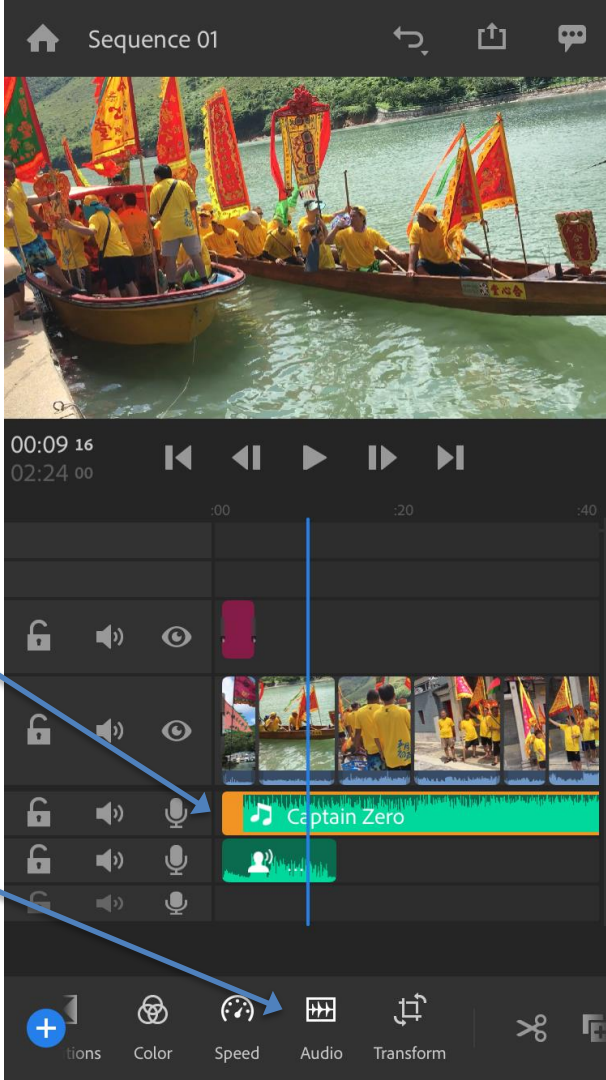 Sequence 01
00:09 16
02:24 00
:00 :20 :40
Captain Zero
...
tions Color Speed Audio Transform